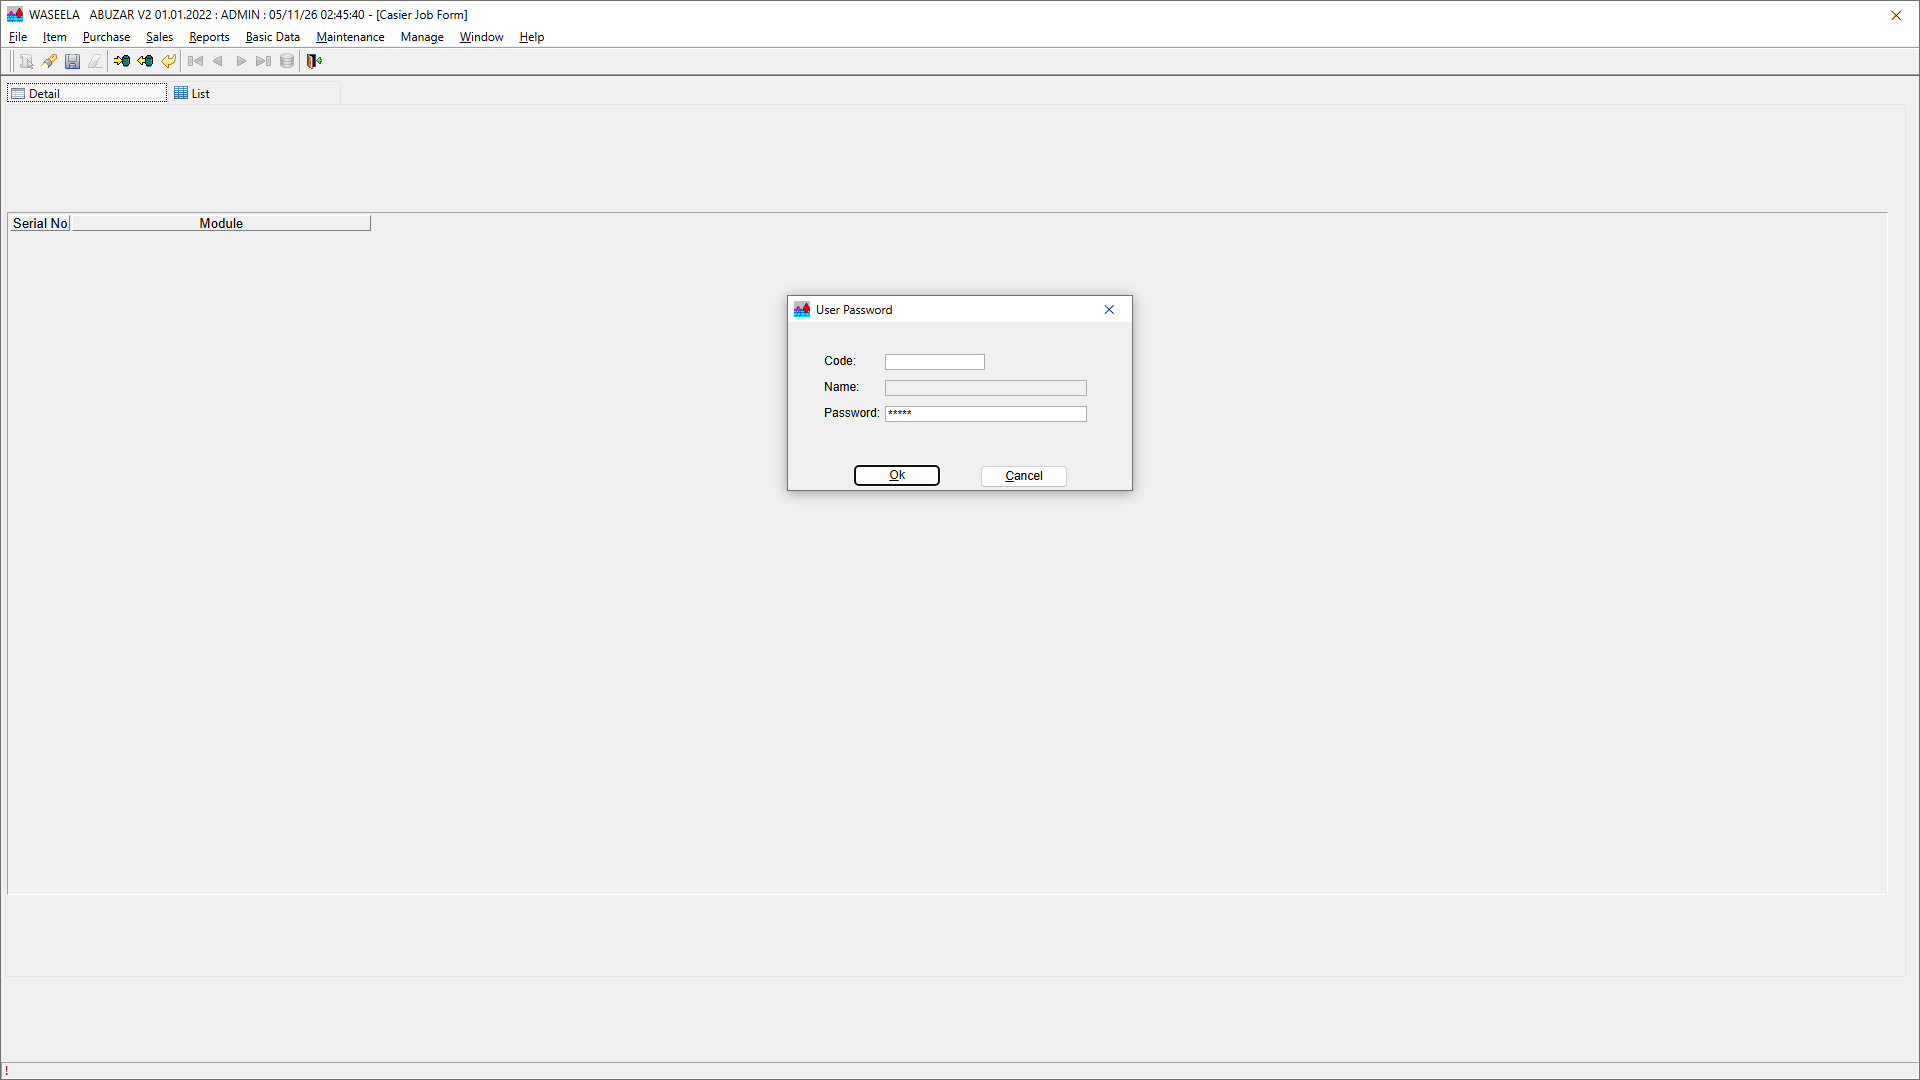 WASEELA ABUZAR V2 01.01.2022 : ADMIN : 05/11/26 02:45:40 - [Casier Job Form]
File Item Purchase Sales Reports Basic Data Maintenance Manage Window Help
Detail List
Serial No Module
User Password
Code:
Name:
Password: *****
Ok Cancel
!